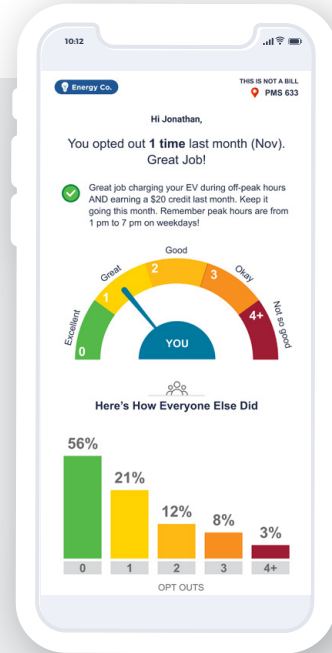 10:12
Energy Co.
THIS IS NOT A BILL
PMS 633
Hi Jonathan,
You opted out 1 time last month (Nov).
Great Job!
Great job charging your EV during off-peak hours
AND earning a $20 credit last month. Keep it
going this month. Remember peak hours are from
1 pm to 7 pm on weekdays!
Excellent
Great
Good
Okay
Not so good
0
1
2
3
4+
YOU
Here's How Everyone Else Did
56%
21%
12%
8%
3%
0 1 2 3 4+
OPT OUTS